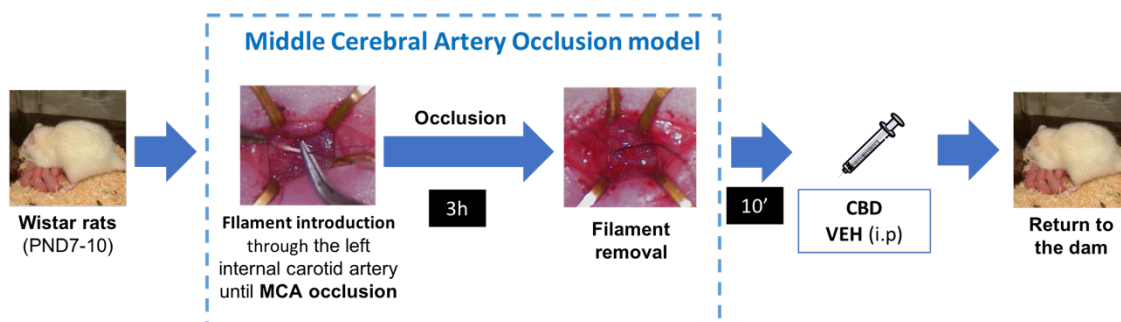 Middle Cerebral Artery Occlusion model
Wistar rats
(PND7-10)
Filament introduction
through the left
internal carotid artery
until MCA occlusion
Occlusion
3h
Filament
removal
10’
CBD
VEH (i.p)
Return to
the dam